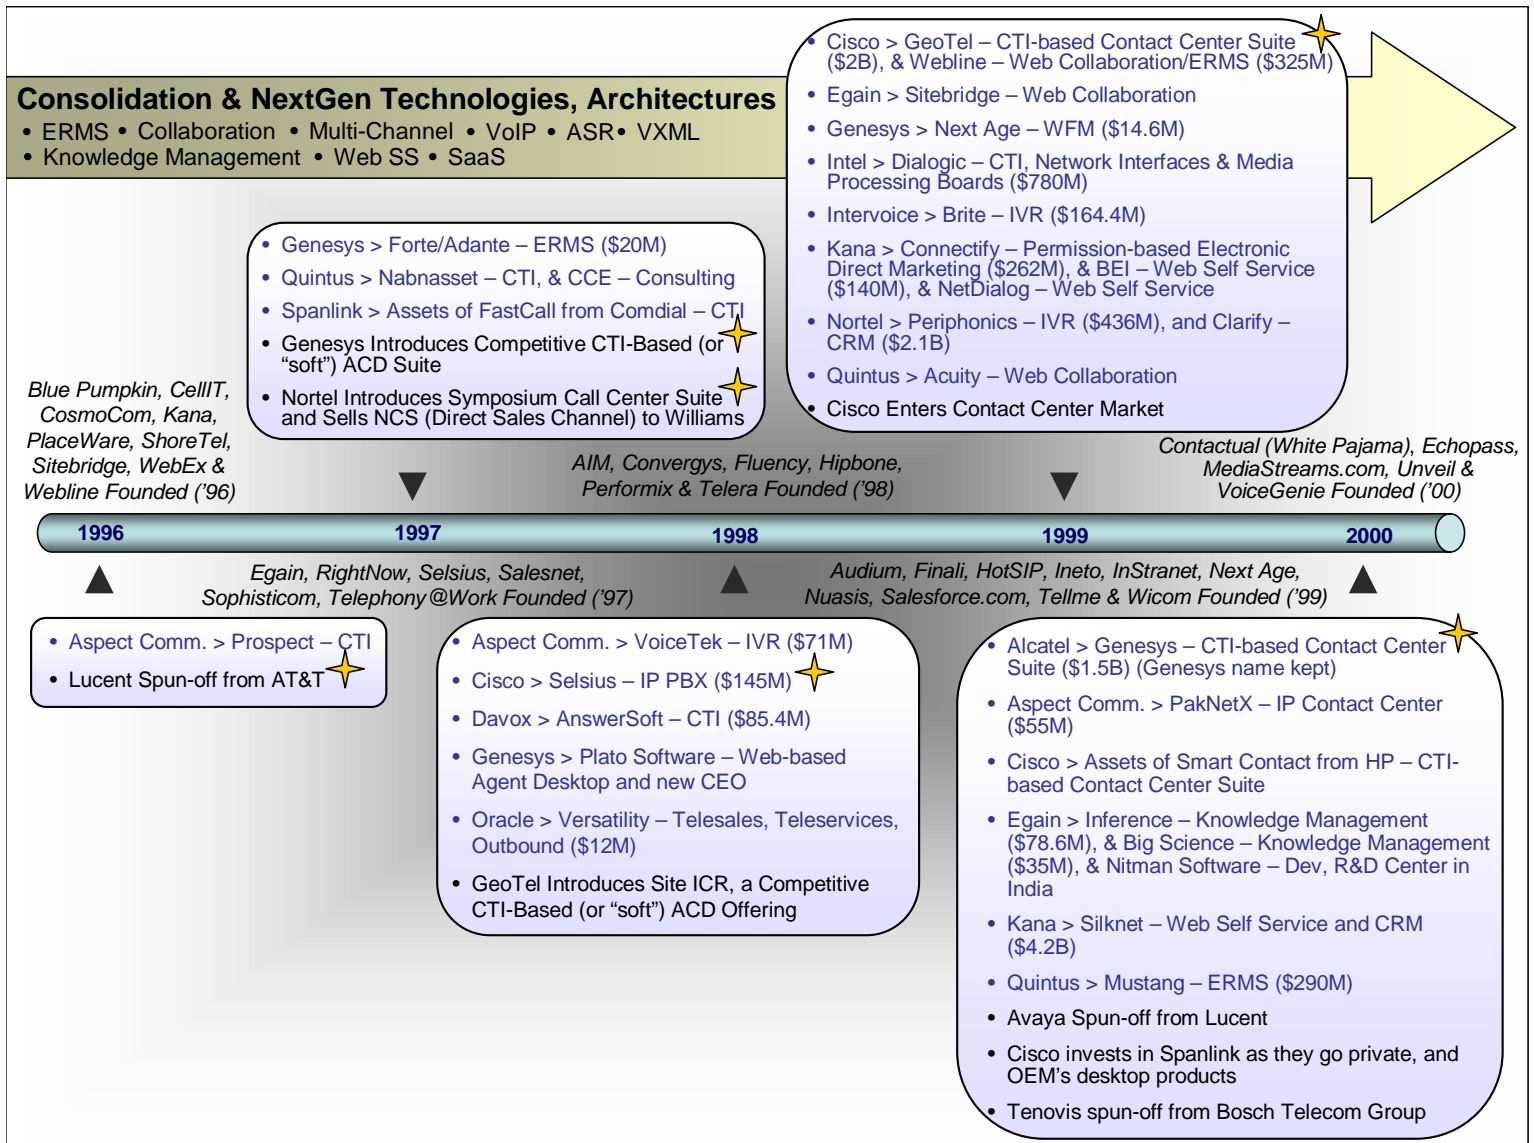 Consolidation & NextGen Technologies, Architectures
• ERMS • Collaboration • Multi-Channel • VoIP • ASR • VXML
• Knowledge Management • Web SS • SaaS
• Cisco > GeoTel – CTI-based Contact Center Suite
($2B), & Webline – Web Collaboration/ERMS ($325M)
• Egain > Sitebridge – Web Collaboration
• Genesys > Next Age – WFM ($14.6M)
• Intel > Dialogic – CTI, Network Interfaces & Media
Processing Boards ($780M)
• Intervoice > Brite – IVR ($164.4M)
• Kana > Connectify – Permission-based Electronic
Direct Marketing ($262M), & BEI – Web Self Service
($140M), & NetDialog – Web Self Service
• Nortel > Periphonics – IVR ($436M), and Clarify –
CRM ($2.1B)
• Quintus > Acuity – Web Collaboration
• Cisco Enters Contact Center Market
• Genesys > Forte/Adante – ERMS ($20M)
• Quintus > Nabnasset – CTI, & CCE – Consulting
• Spanlink > Assets of FastCall from Comdial – CTI
• Genesys Introduces Competitive CTI-Based (or
“soft”) ACD Suite
• Nortel Introduces Symposium Call Center Suite
and Sells NCS (Direct Sales Channel) to Williams
Blue Pumpkin, CellIT,
CosmoCom, Kana,
PlaceWare, ShoreTel,
Sitebridge, WebEx &
Webline Founded (’96)
AIM, Convergys, Fluency, Hipbone,
Performix & Telera Founded (’98)
Contactual (White Pajama), Echopass,
MediaStreams.com, Unveil &
VoiceGenie Founded (’00)
1996 1997 1998 1999 2000
Egain, RightNow, Selsius, Salesnet,
Sophisticom, Telephony@Work Founded (’97)
Audium, Finali, HotSIP, Ineto, InStranet, Next Age,
Nuasis, Salesforce.com, Tellme & Wicom Founded (’99)
• Aspect Comm. > Prospect – CTI
• Lucent Spun-off from AT&T
• Aspect Comm. > VoiceTek – IVR ($71M)
• Cisco > Selsius – IP PBX ($145M)
• Davox > AnswerSoft – CTI ($85.4M)
• Genesys > Plato Software – Web-based
Agent Desktop and new CEO
• Oracle > Versatility – Telesales, Teleservices,
Outbound ($12M)
• GeoTel Introduces Site ICR, a Competitive
CTI-Based (or “soft”) ACD Offering
• Alcatel > Genesys – CTI-based Contact Center
Suite ($1.5B) (Genesys name kept)
• Aspect Comm. > PakNetX – IP Contact Center
($55M)
• Cisco > Assets of Smart Contact from HP – CTI-
based Contact Center Suite
• Egain > Inference – Knowledge Management
($78.6M), & Big Science – Knowledge Management
($35M), & Nitman Software – Dev, R&D Center in
India
• Kana > Silknet – Web Self Service and CRM
($4.2B)
• Quintus > Mustang – ERMS ($290M)
• Avaya Spun-off from Lucent
• Cisco invests in Spanlink as they go private, and
OEM’s desktop products
• Tenovis spun-off from Bosch Telecom Group